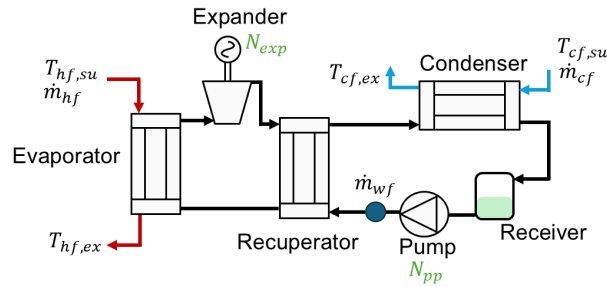 Expander
N_exp
T_hf,su
ṁ_hf
Condenser
T_cf,ex
T_cf,su
ṁ_cf
Evaporator
ṁ_wf
T_hf,ex
Recuperator
Pump
N_pp
Receiver